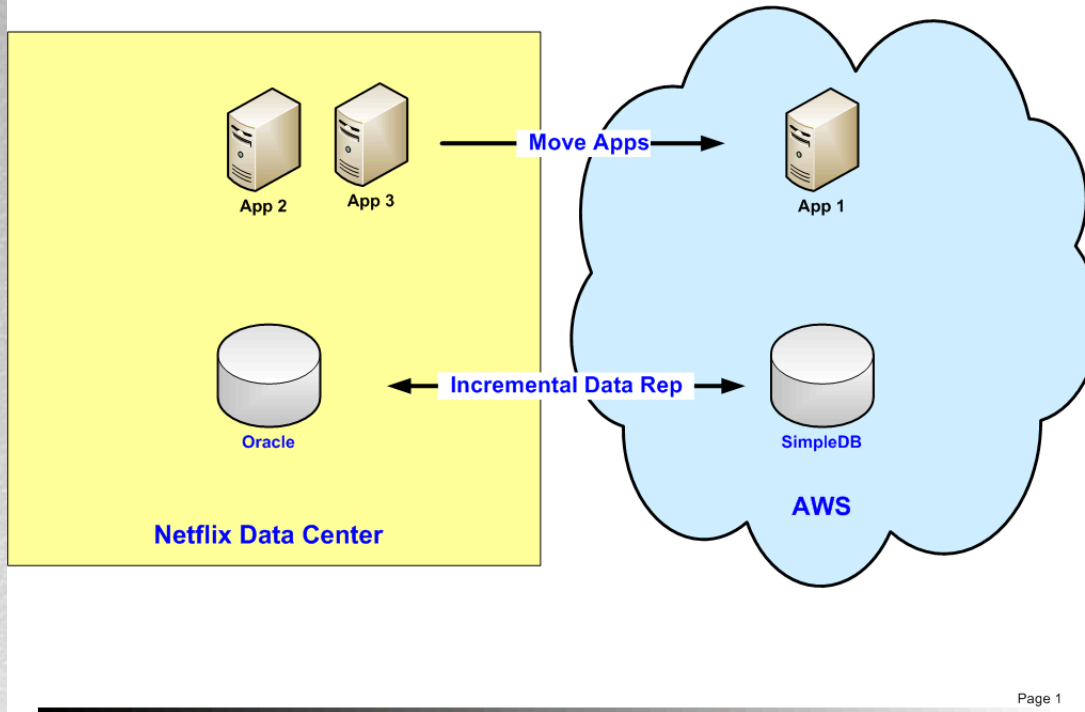 Move Apps
App 2
App 3
App 1
Incremental Data Rep
Oracle
SimpleDB
Netflix Data Center
AWS
Page 1